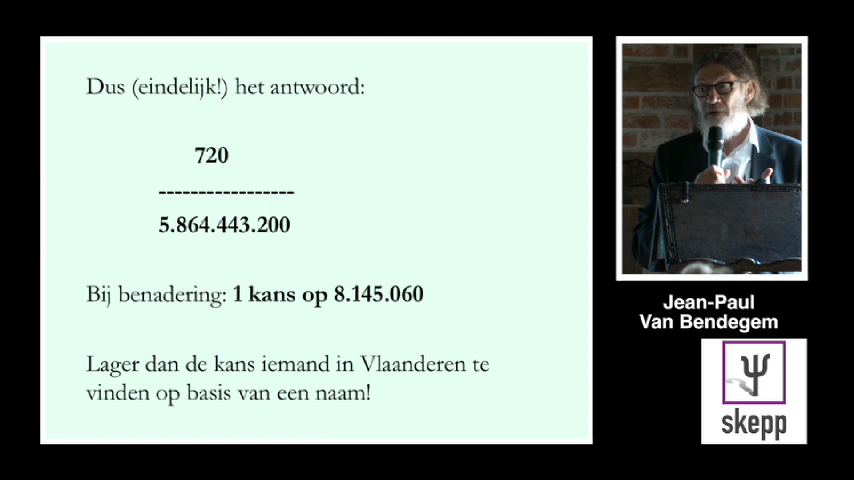 Dus (eindelijk!) het antwoord:
720
-----------------
5.864.443.200
Bij benadering: 1 kans op 8.145.060
Lager dan de kans iemand in Vlaanderen te
vinden op basis van een naam!
Jean-Paul
Van Bendegem
Ψ
skepp